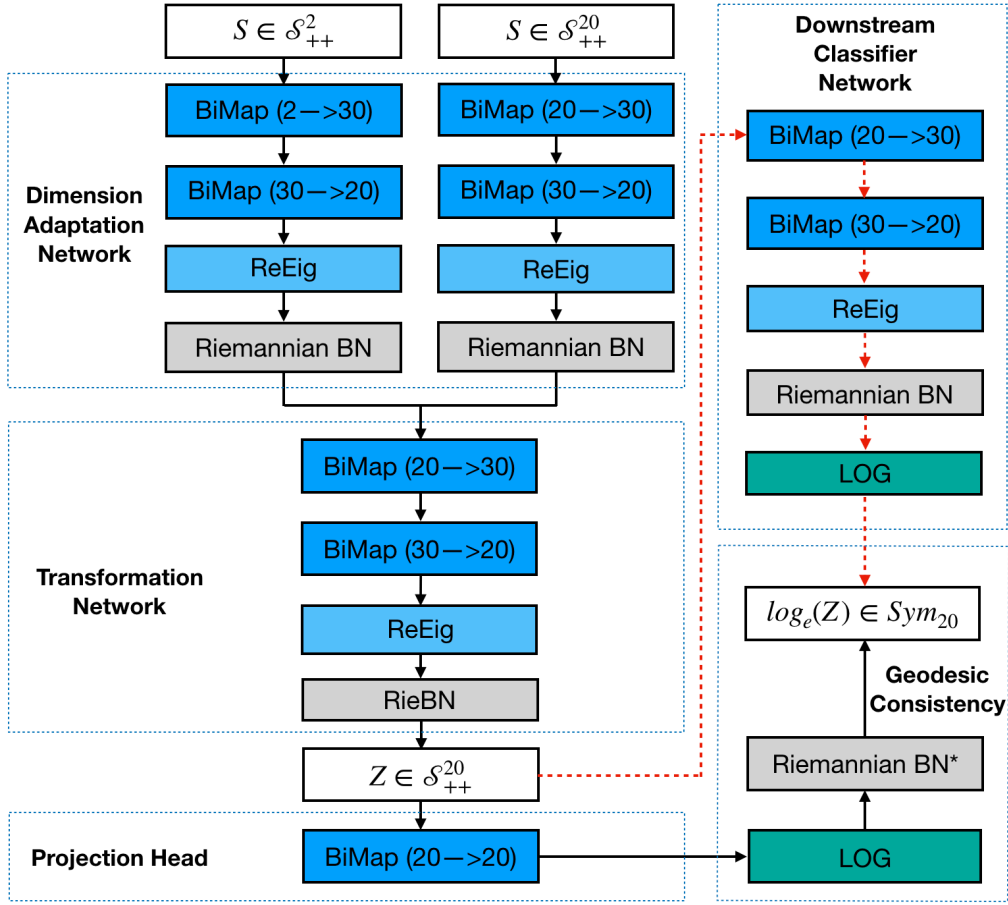 S ∈ 𝒮²₊₊
S ∈ 𝒮²⁰₊₊
Dimension
Adaptation
Network
BiMap (2—>30)
BiMap (30—>20)
ReEig
Riemannian BN
BiMap (20—>30)
BiMap (30—>20)
ReEig
Riemannian BN
Transformation
Network
BiMap (20—>30)
BiMap (30—>20)
ReEig
RieBN
Z ∈ 𝒮²⁰₊₊
Projection Head
BiMap (20—>20)
Downstream
Classifier
Network
BiMap (20—>30)
BiMap (30—>20)
ReEig
Riemannian BN
LOG
logₑ(Z) ∈ Sym₂₀
Geodesic
Consistency
Riemannian BN*
LOG